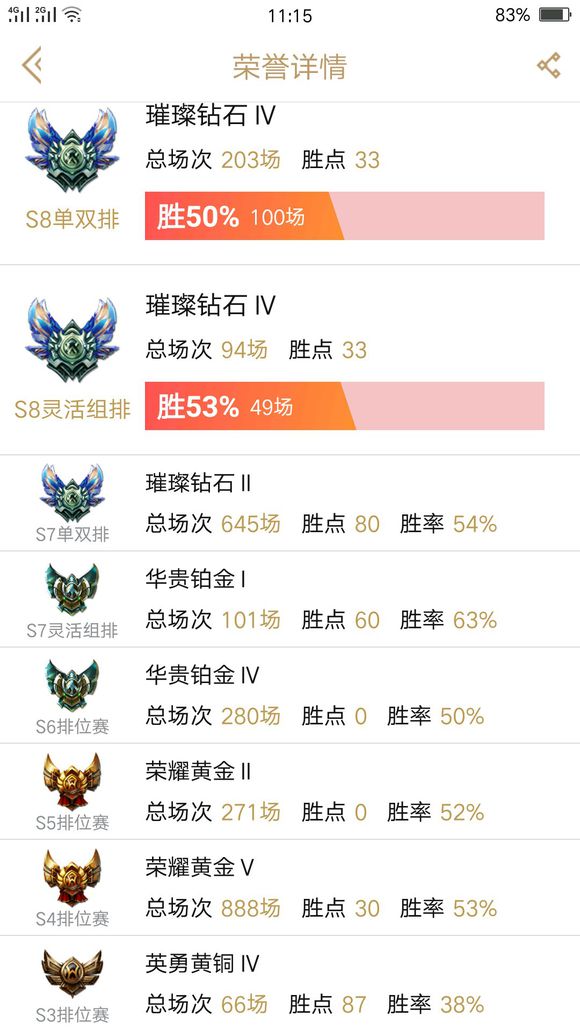 4G 2G 11:15 83%
荣誉详情
璀璨钻石 IV
总场次 203场 胜点 33
S8单双排
胜50% 100场
璀璨钻石 IV
总场次 94场 胜点 33
S8灵活组排
胜53% 49场
璀璨钻石 II
S7单双排
总场次 645场 胜点 80 胜率 54%
华贵铂金 I
S7灵活组排
总场次 101场 胜点 60 胜率 63%
华贵铂金 IV
S6排位赛
总场次 280场 胜点 0 胜率 50%
荣耀黄金 II
S5排位赛
总场次 271场 胜点 0 胜率 52%
荣耀黄金 V
S4排位赛
总场次 888场 胜点 30 胜率 53%
英勇黄铜 IV
S3排位赛
总场次 66场 胜点 87 胜率 38%